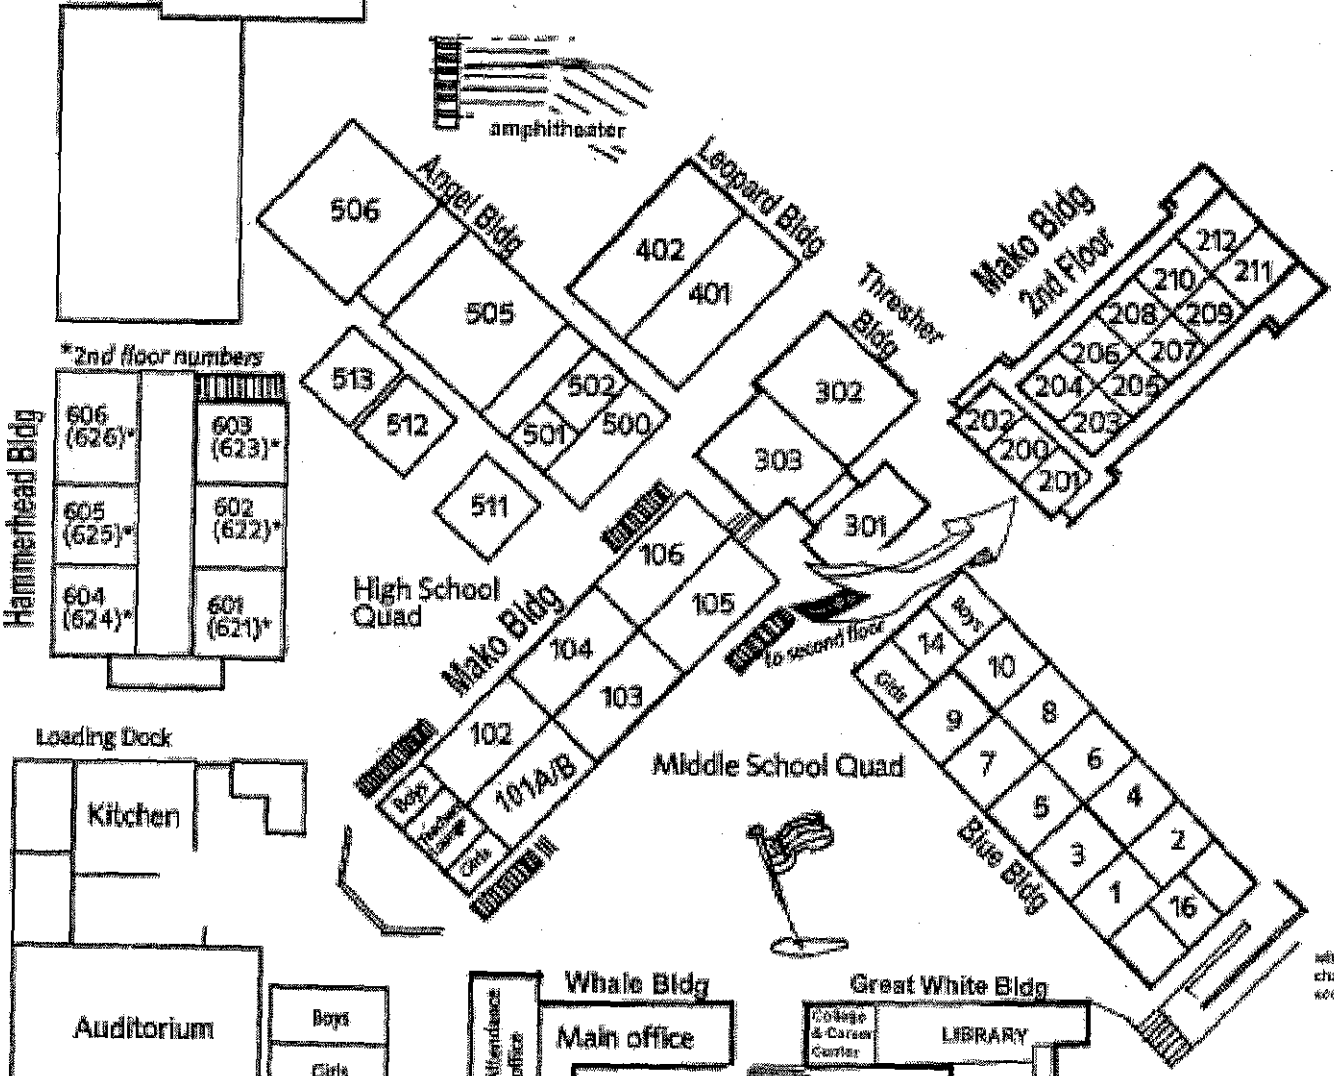 amphitheater
Angel Bldg
506
505
513
512
511
502
501
500
Leopard Bldg
402
401
Thresher
Bldg
302
303
301
Mako Bldg
2nd Floor
212
211
210
209
208
207
206
205
204
203
202
200
201
*2nd floor numbers
Hammerhead Bldg
606
(626)*
603
(623)*
605
(625)*
602
(622)*
604
(624)*
601
(621)*
High School
Quad
Mako Bldg
106
105
104
103
102
101A/B
Boys
Teachers
Lounge
Girls
to second floor
Boys
14
Girls
10
9
8
7
6
5
4
3
2
1
16
Blue Bldg
Middle School Quad
Loading Dock
Kitchen
Auditorium
Boys
Girls
Attendance
office
Whale Bldg
Main office
Great White Bldg
College
& Career
Center
LIBRARY